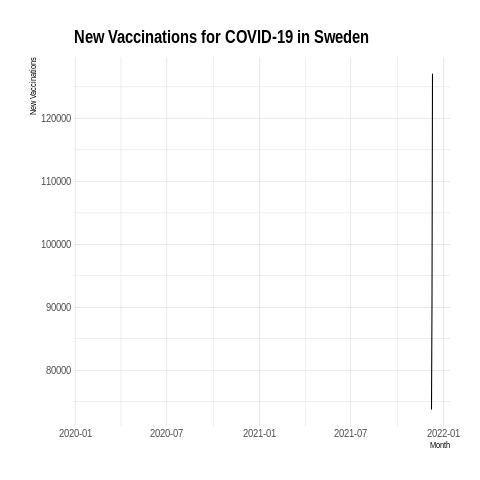 New Vaccinations for COVID-19 in Sweden
New Vaccinations
120000
110000
100000
90000
80000
2020-01 2020-07 2021-01 2021-07 2022-01
Month